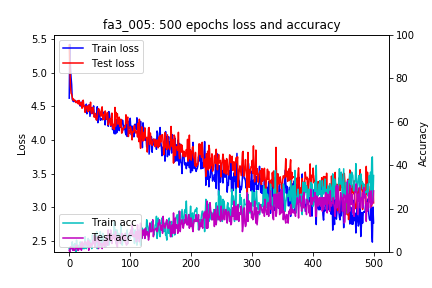 fa3_005: 500 epochs loss and accuracy
Train loss
Test loss
Train acc
Test acc
Loss
5.5
5.0
4.5
4.0
3.5
3.0
2.5
Accuracy
100
80
60
40
20
0
0 100 200 300 400 500